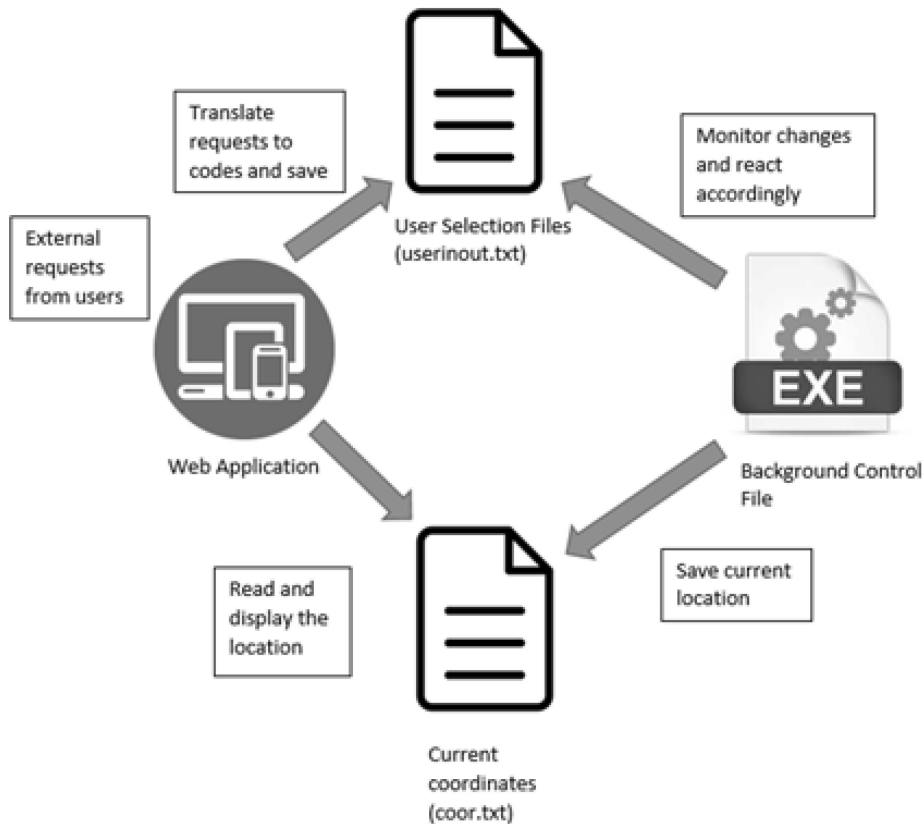 Translate
requests to
codes and save
Monitor changes
and react
accordingly
User Selection Files
(userinout.txt)
External
requests
from users
EXE
Web Application
Background Control
File
Read and
display the
location
Save current
location
Current
coordinates
(coor.txt)